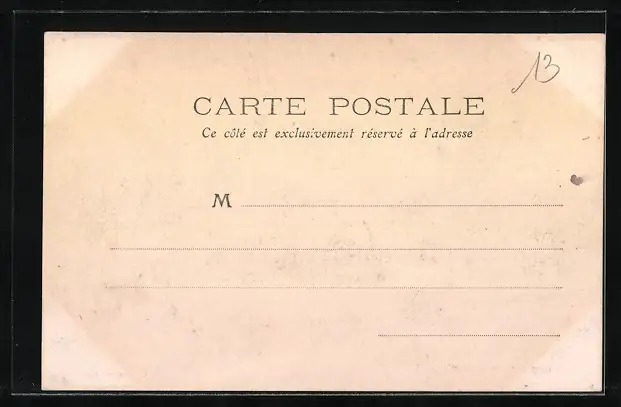 13
CARTE POSTALE
Ce côté est exclusivement réservé à l'adresse
M